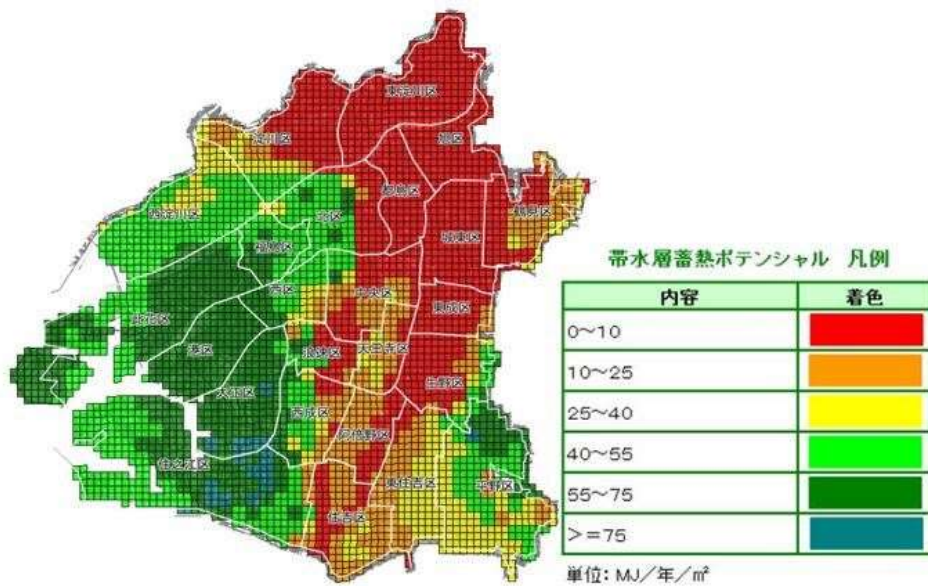 東淀川区
淀川区
旭区
都島区
鶴見区
西淀川区
北区
城東区
福島区
帯水層蓄熱ポテンシャル 凡例
内容
着色
西区
中央区
東成区
0～10
此花区
港区
浪速区
天王寺区
10～25
生野区
大正区
25～40
西成区
阿倍野区
40～55
住之江区
東住吉区
平野区
55～75
住吉区
>=75
単位: MJ/年/㎡